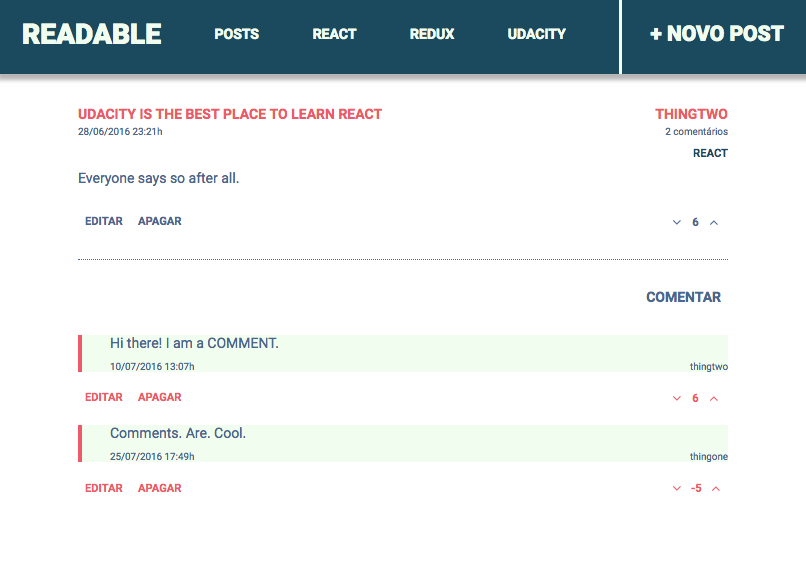 READABLE POSTS REACT REDUX UDACITY + NOVO POST
UDACITY IS THE BEST PLACE TO LEARN REACT THINGTWO
28/06/2016 23:21h 2 comentários
REACT
Everyone says so after all.
EDITAR APAGAR 6
COMENTAR
Hi there! I am a COMMENT.
10/07/2016 13:07h thingtwo
EDITAR APAGAR 6
Comments. Are. Cool.
25/07/2016 17:49h thingone
EDITAR APAGAR -5